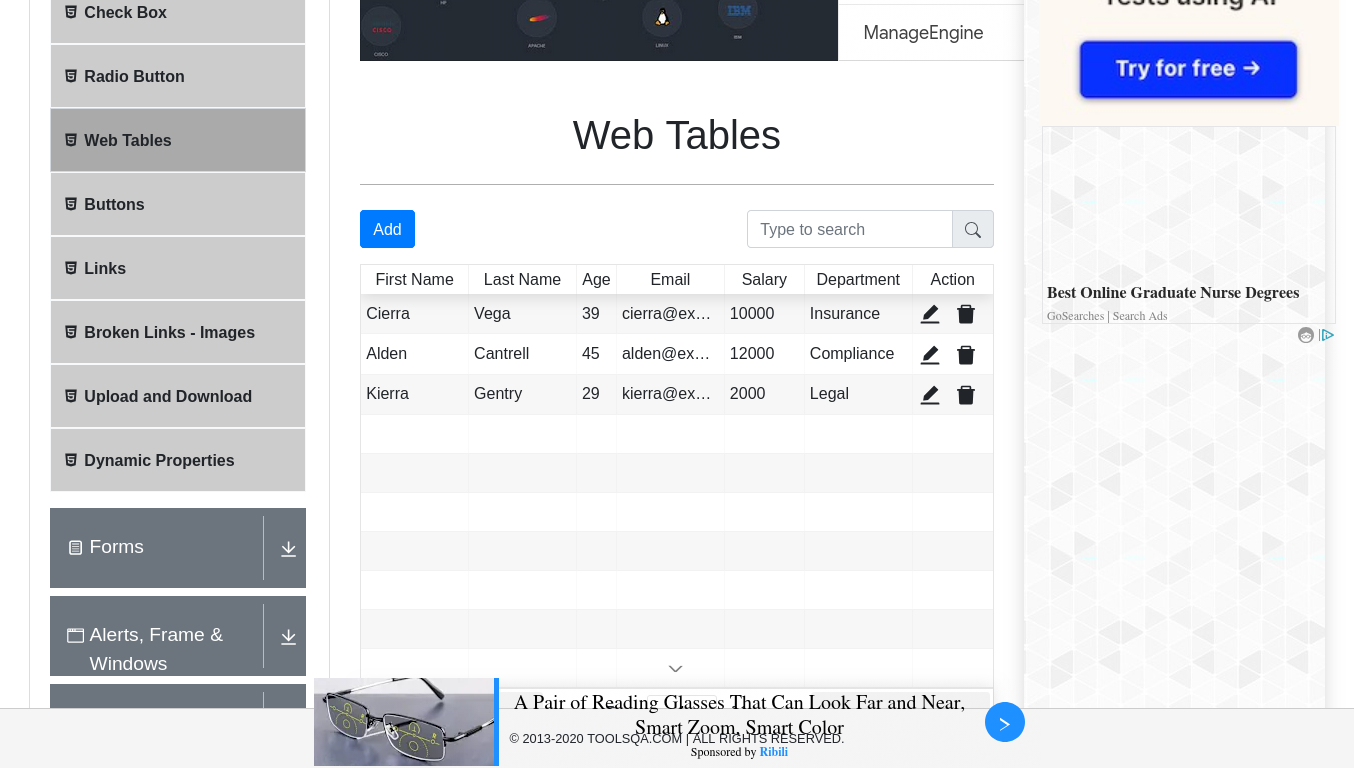 Check Box
Radio Button
Web Tables
Buttons
Links
Broken Links - Images
Upload and Download
Dynamic Properties
Forms
Alerts, Frame &
Windows
HP
CISCO
CISCO
APACHE
LINUX
IBM
IBM
ManageEngine
Web Tables
Add
Type to search
First Name Last Name Age Email Salary Department Action
Cierra Vega 39 cierra@ex… 10000 Insurance
Alden Cantrell 45 alden@ex… 12000 Compliance
Kierra Gentry 29 kierra@ex… 2000 Legal
Try for free →
Best Online Graduate Nurse Degrees
GoSearches | Search Ads
A Pair of Reading Glasses That Can Look Far and Near,
Smart Zoom, Smart Color
© 2013-2020 TOOLSQA.COM | ALL RIGHTS RESERVED.
Sponsored by Ribili